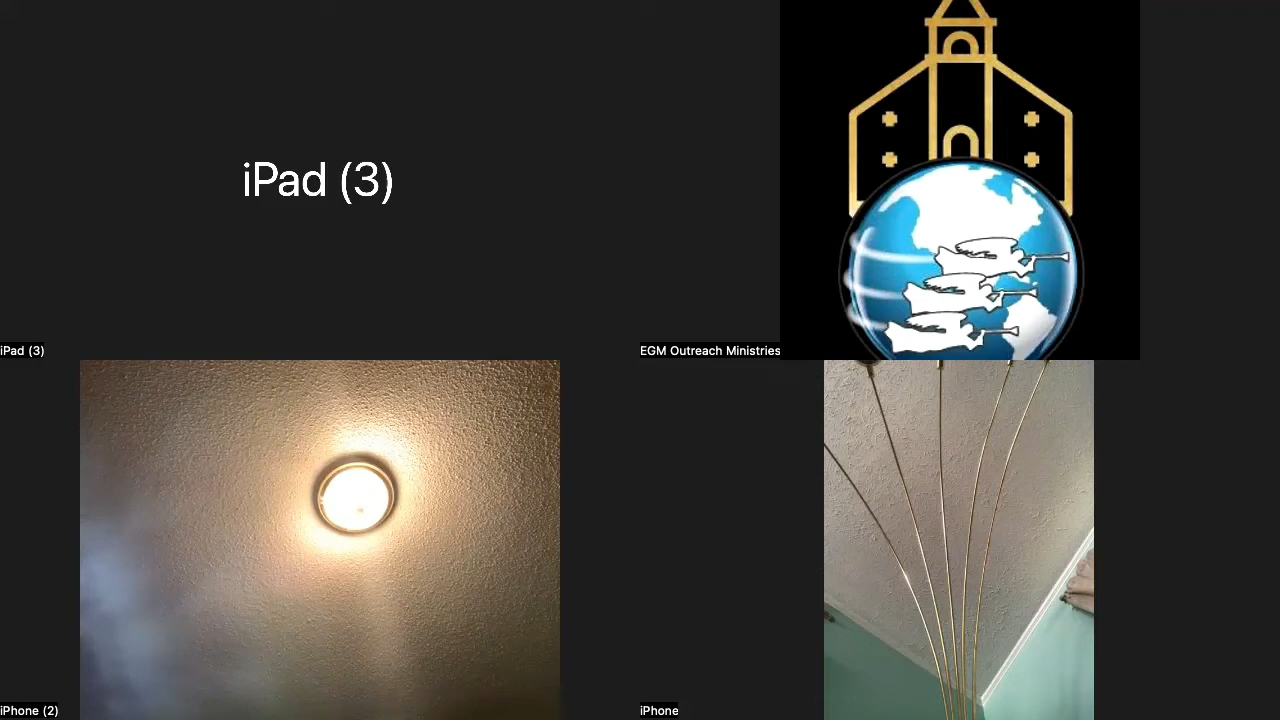 iPad (3)
iPad (3)
EGM Outreach Ministries
iPhone (2)
iPhone